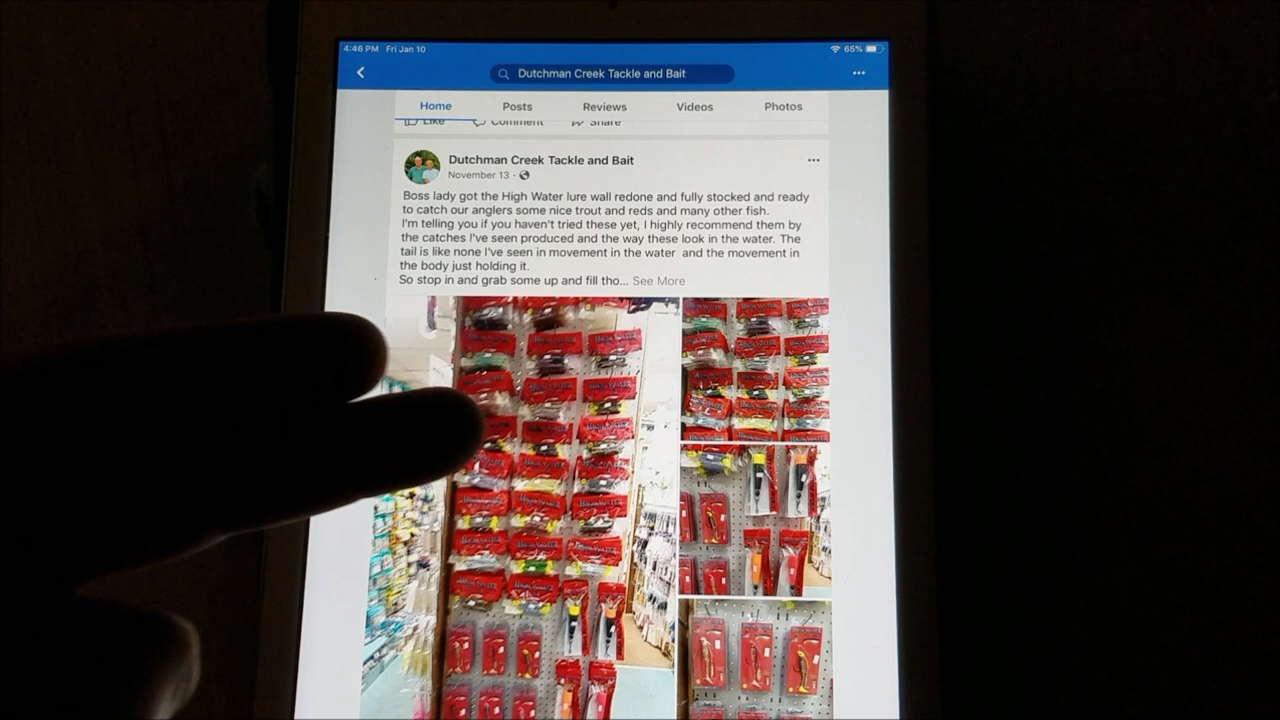 4:46 PM Fri Jan 10 65%
Dutchman Creek Tackle and Bait
Home Posts Reviews Videos Photos
Like Comment Share
Dutchman Creek Tackle and Bait
November 13
Boss lady got the High Water lure wall redone and fully stocked and ready
to catch our anglers some nice trout and reds and many other fish.
I'm telling you if you haven't tried these yet, I highly recommend them by
the catches I've seen produced and the way these look in the water. The
tail is like none I've seen in movement in the water and the movement in
the body just holding it.
So stop in and grab some up and fill tho... See More